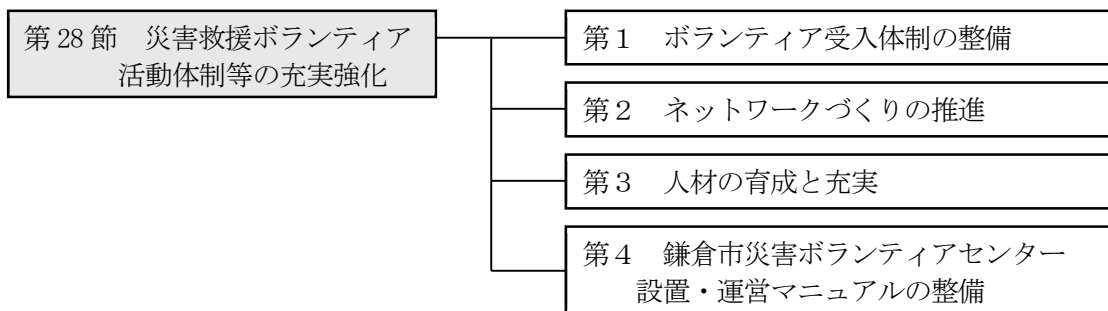 第28節　災害救援ボランティア
活動体制等の充実強化
第１　ボランティア受入体制の整備
第２　ネットワークづくりの推進
第３　人材の育成と充実
第４　鎌倉市災害ボランティアセンター
設置・運営マニュアルの整備